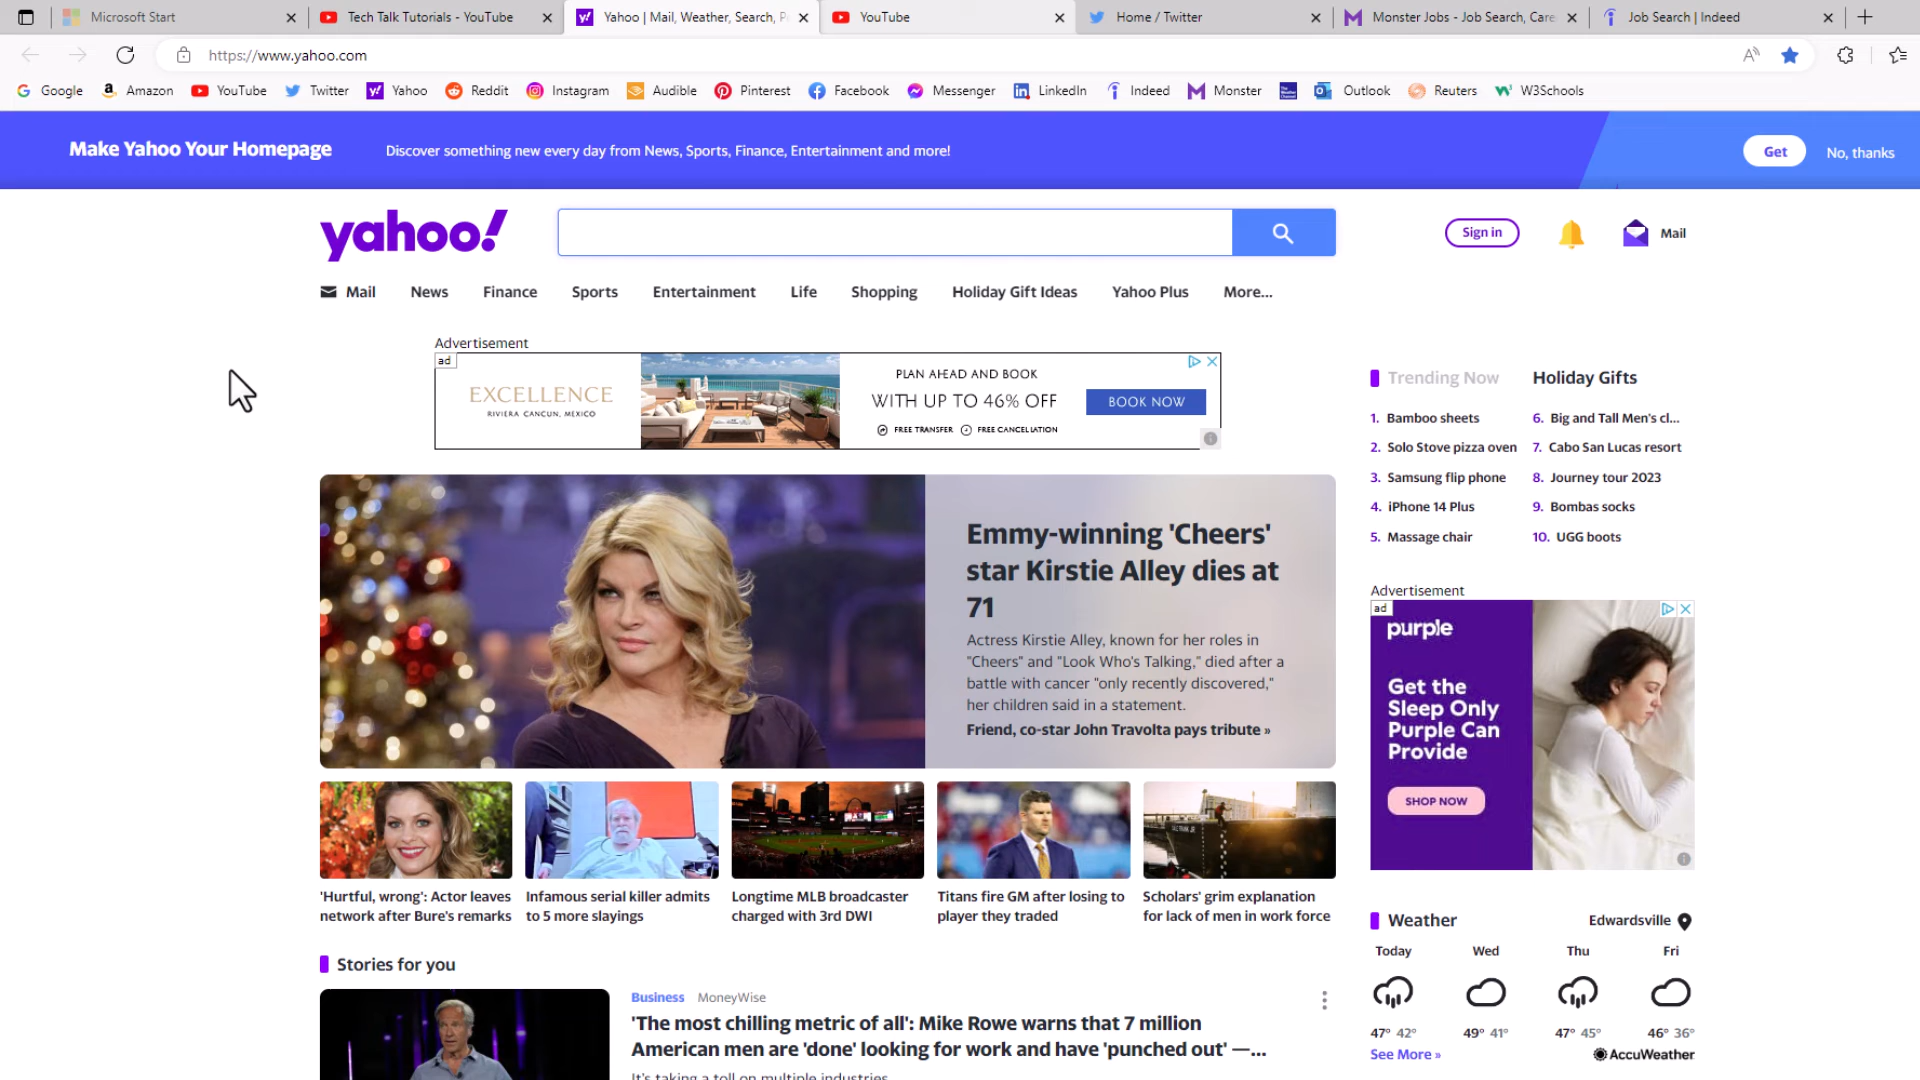 Microsoft Start
Tech Talk Tutorials - YouTube
Yahoo | Mail, Weather, Search, P
YouTube
Home / Twitter
Monster Jobs - Job Search, Care
Job Search | Indeed
https://www.yahoo.com
Google Amazon YouTube Twitter Yahoo Reddit Instagram Audible Pinterest Facebook Messenger LinkedIn Indeed Monster Outlook Reuters W3Schools
Make Yahoo Your Homepage
Discover something new every day from News, Sports, Finance, Entertainment and more!
Get
No, thanks
yahoo!
Sign in
Mail
Mail News Finance Sports Entertainment Life Shopping Holiday Gift Ideas Yahoo Plus More...
Advertisement
ad
EXCELLENCE
RIVIERA CANCUN, MEXICO
PLAN AHEAD AND BOOK
WITH UP TO 46% OFF
FREE TRANSFER FREE CANCELLATION
BOOK NOW
Trending Now
Holiday Gifts
1. Bamboo sheets
2. Solo Stove pizza oven
3. Samsung flip phone
4. iPhone 14 Plus
5. Massage chair
6. Big and Tall Men's cl...
7. Cabo San Lucas resort
8. Journey tour 2023
9. Bombas socks
10. UGG boots
Emmy-winning 'Cheers'
star Kirstie Alley dies at
71
Actress Kirstie Alley, known for her roles in
"Cheers" and "Look Who's Talking," died after a
battle with cancer "only recently discovered,"
her children said in a statement.
Friend, co-star John Travolta pays tribute »
Advertisement
ad
purple
Get the
Sleep Only
Purple Can
Provide
SHOP NOW
'Hurtful, wrong': Actor leaves
network after Bure's remarks
Infamous serial killer admits
to 5 more slayings
Longtime MLB broadcaster
charged with 3rd DWI
Titans fire GM after losing to
player they traded
Scholars' grim explanation
for lack of men in work force
Weather
Edwardsville
Today Wed Thu Fri
47° 42° 49° 41° 47° 45° 46° 36°
See More »
AccuWeather
Stories for you
Business MoneyWise
'The most chilling metric of all': Mike Rowe warns that 7 million
American men are 'done' looking for work and have 'punched out' —...
It's taking a toll on multiple industries.